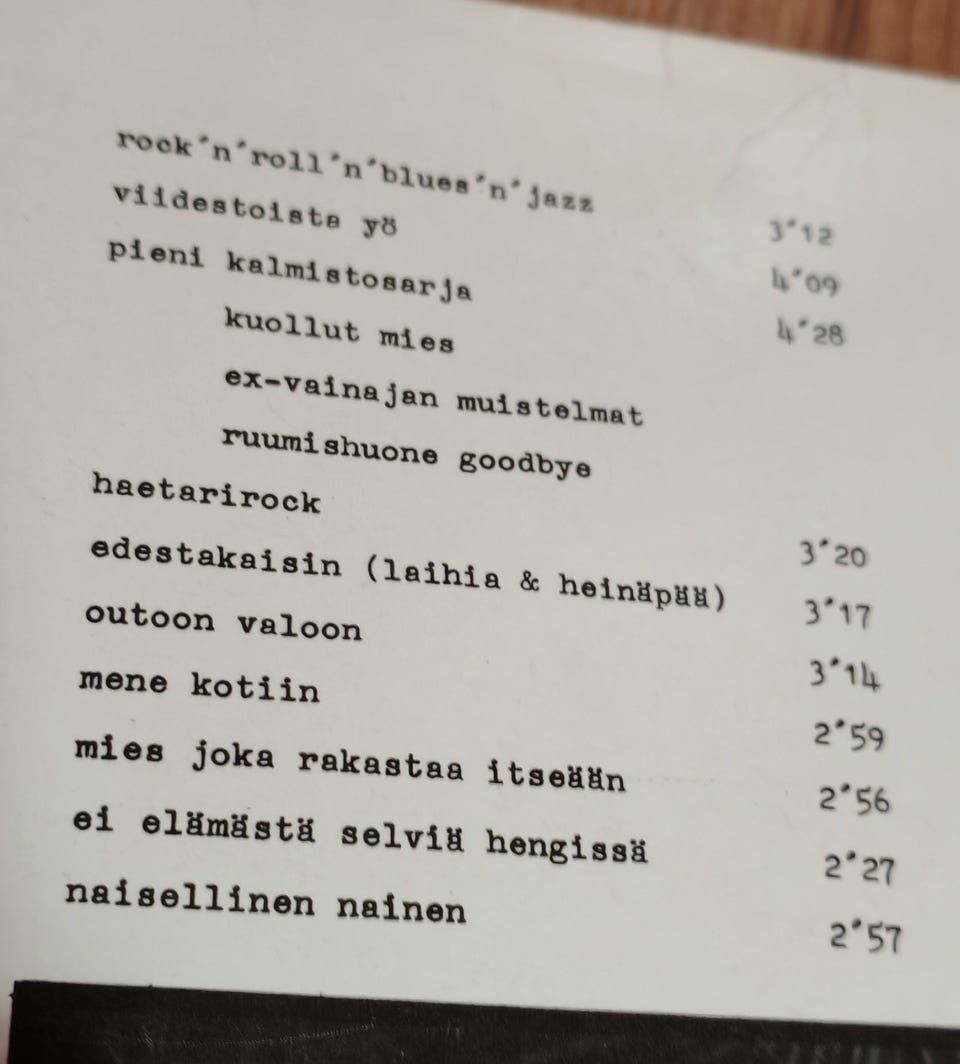 rock´n´roll´n´blues´n´jazz 3´12
viidestoista yö 4´09
pieni kalmistosarja 4´28
kuollut mies
ex-vainajan muistelmat
ruumishuone goodbye
haetarirock 3´20
edestakaisin (laihia & heinäpää) 3´17
outoon valoon 3´14
mene kotiin 2´59
mies joka rakastaa itseään 2´56
ei elämästä selviä hengissä 2´27
naisellinen nainen 2´57